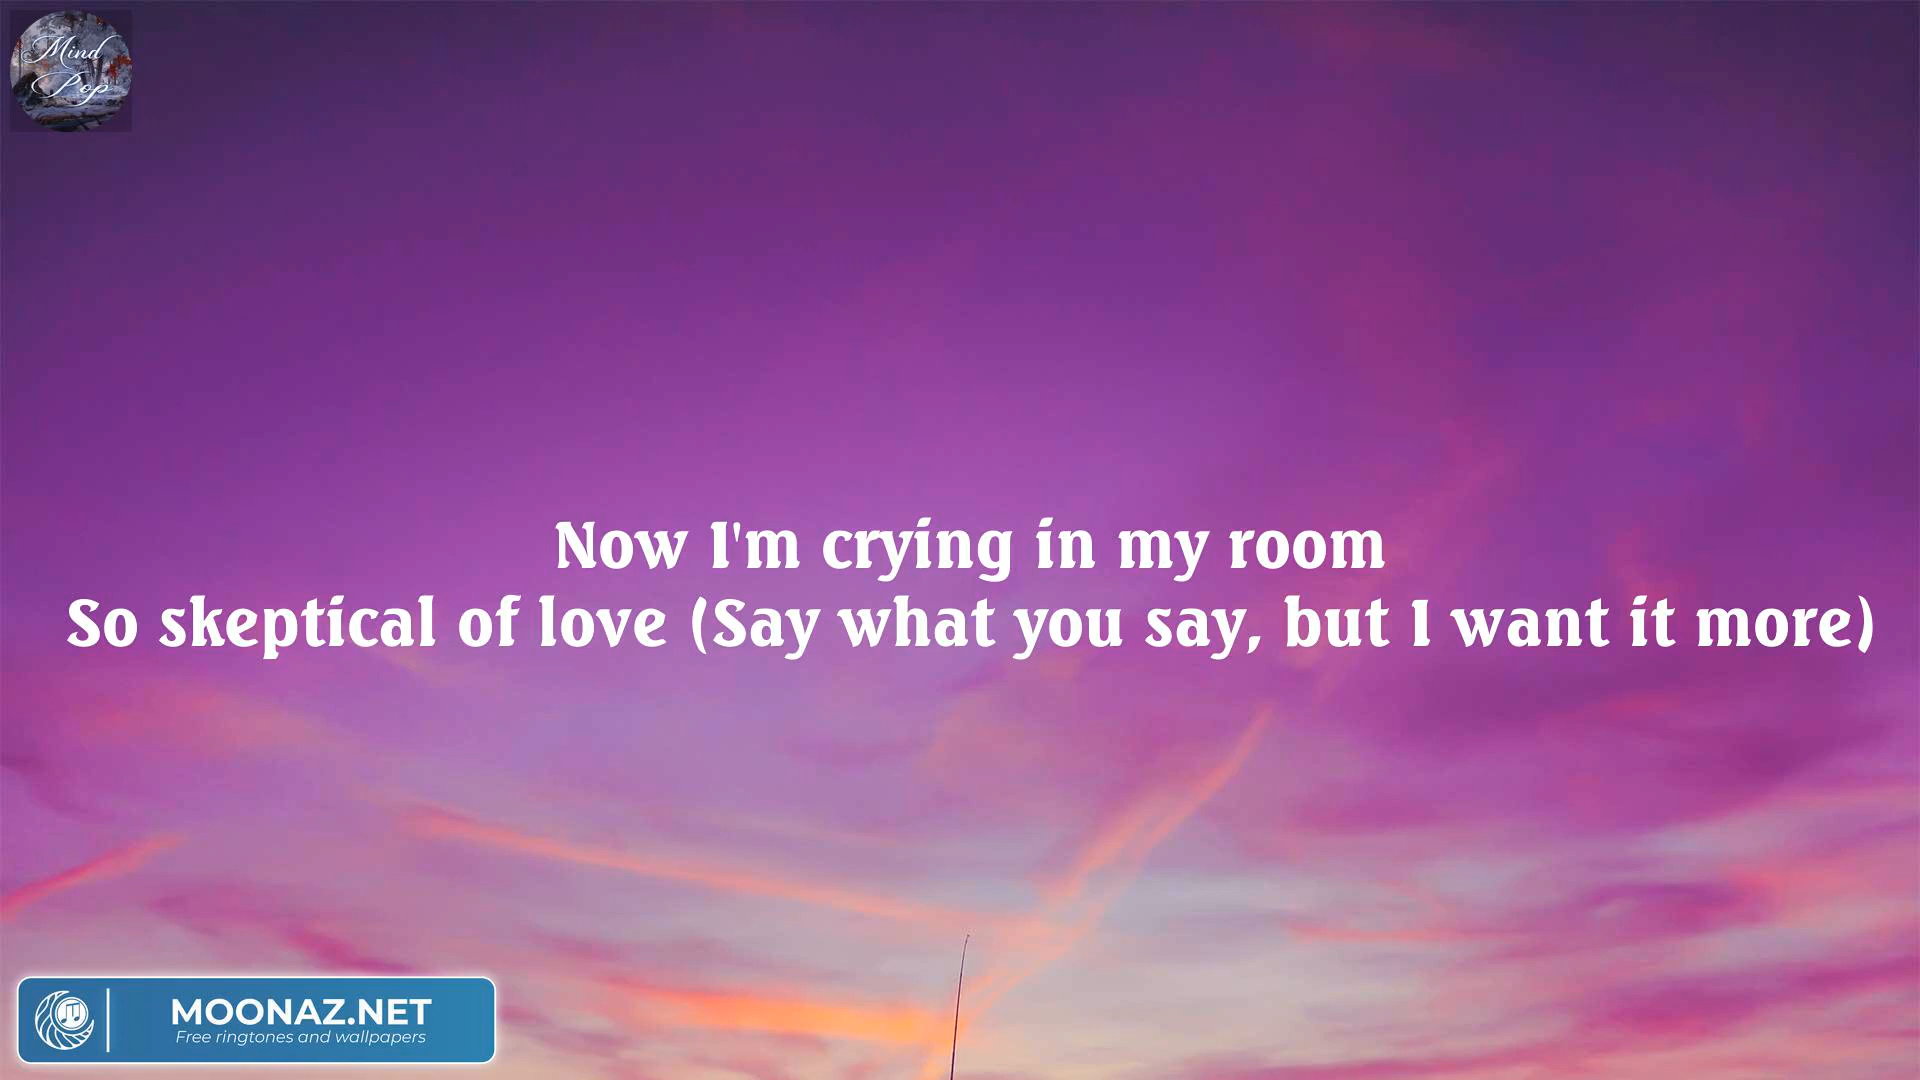 Mind
Pop
Now I'm crying in my room
So skeptical of love (Say what you say, but I want it more)
MOONAZ.NET
Free ringtones and wallpapers